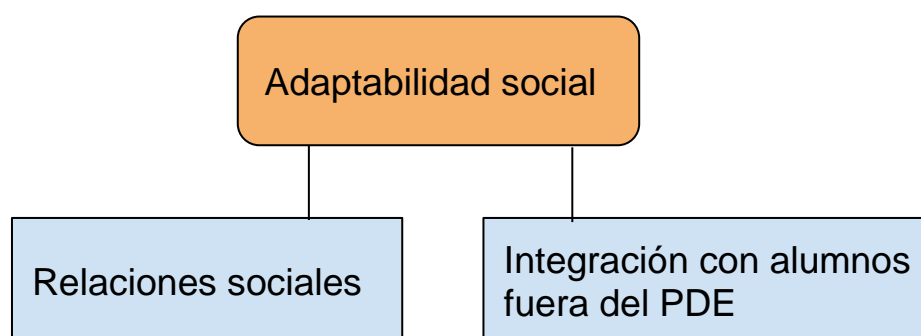 Adaptabilidad social
Relaciones sociales
Integración con alumnos
fuera del PDE